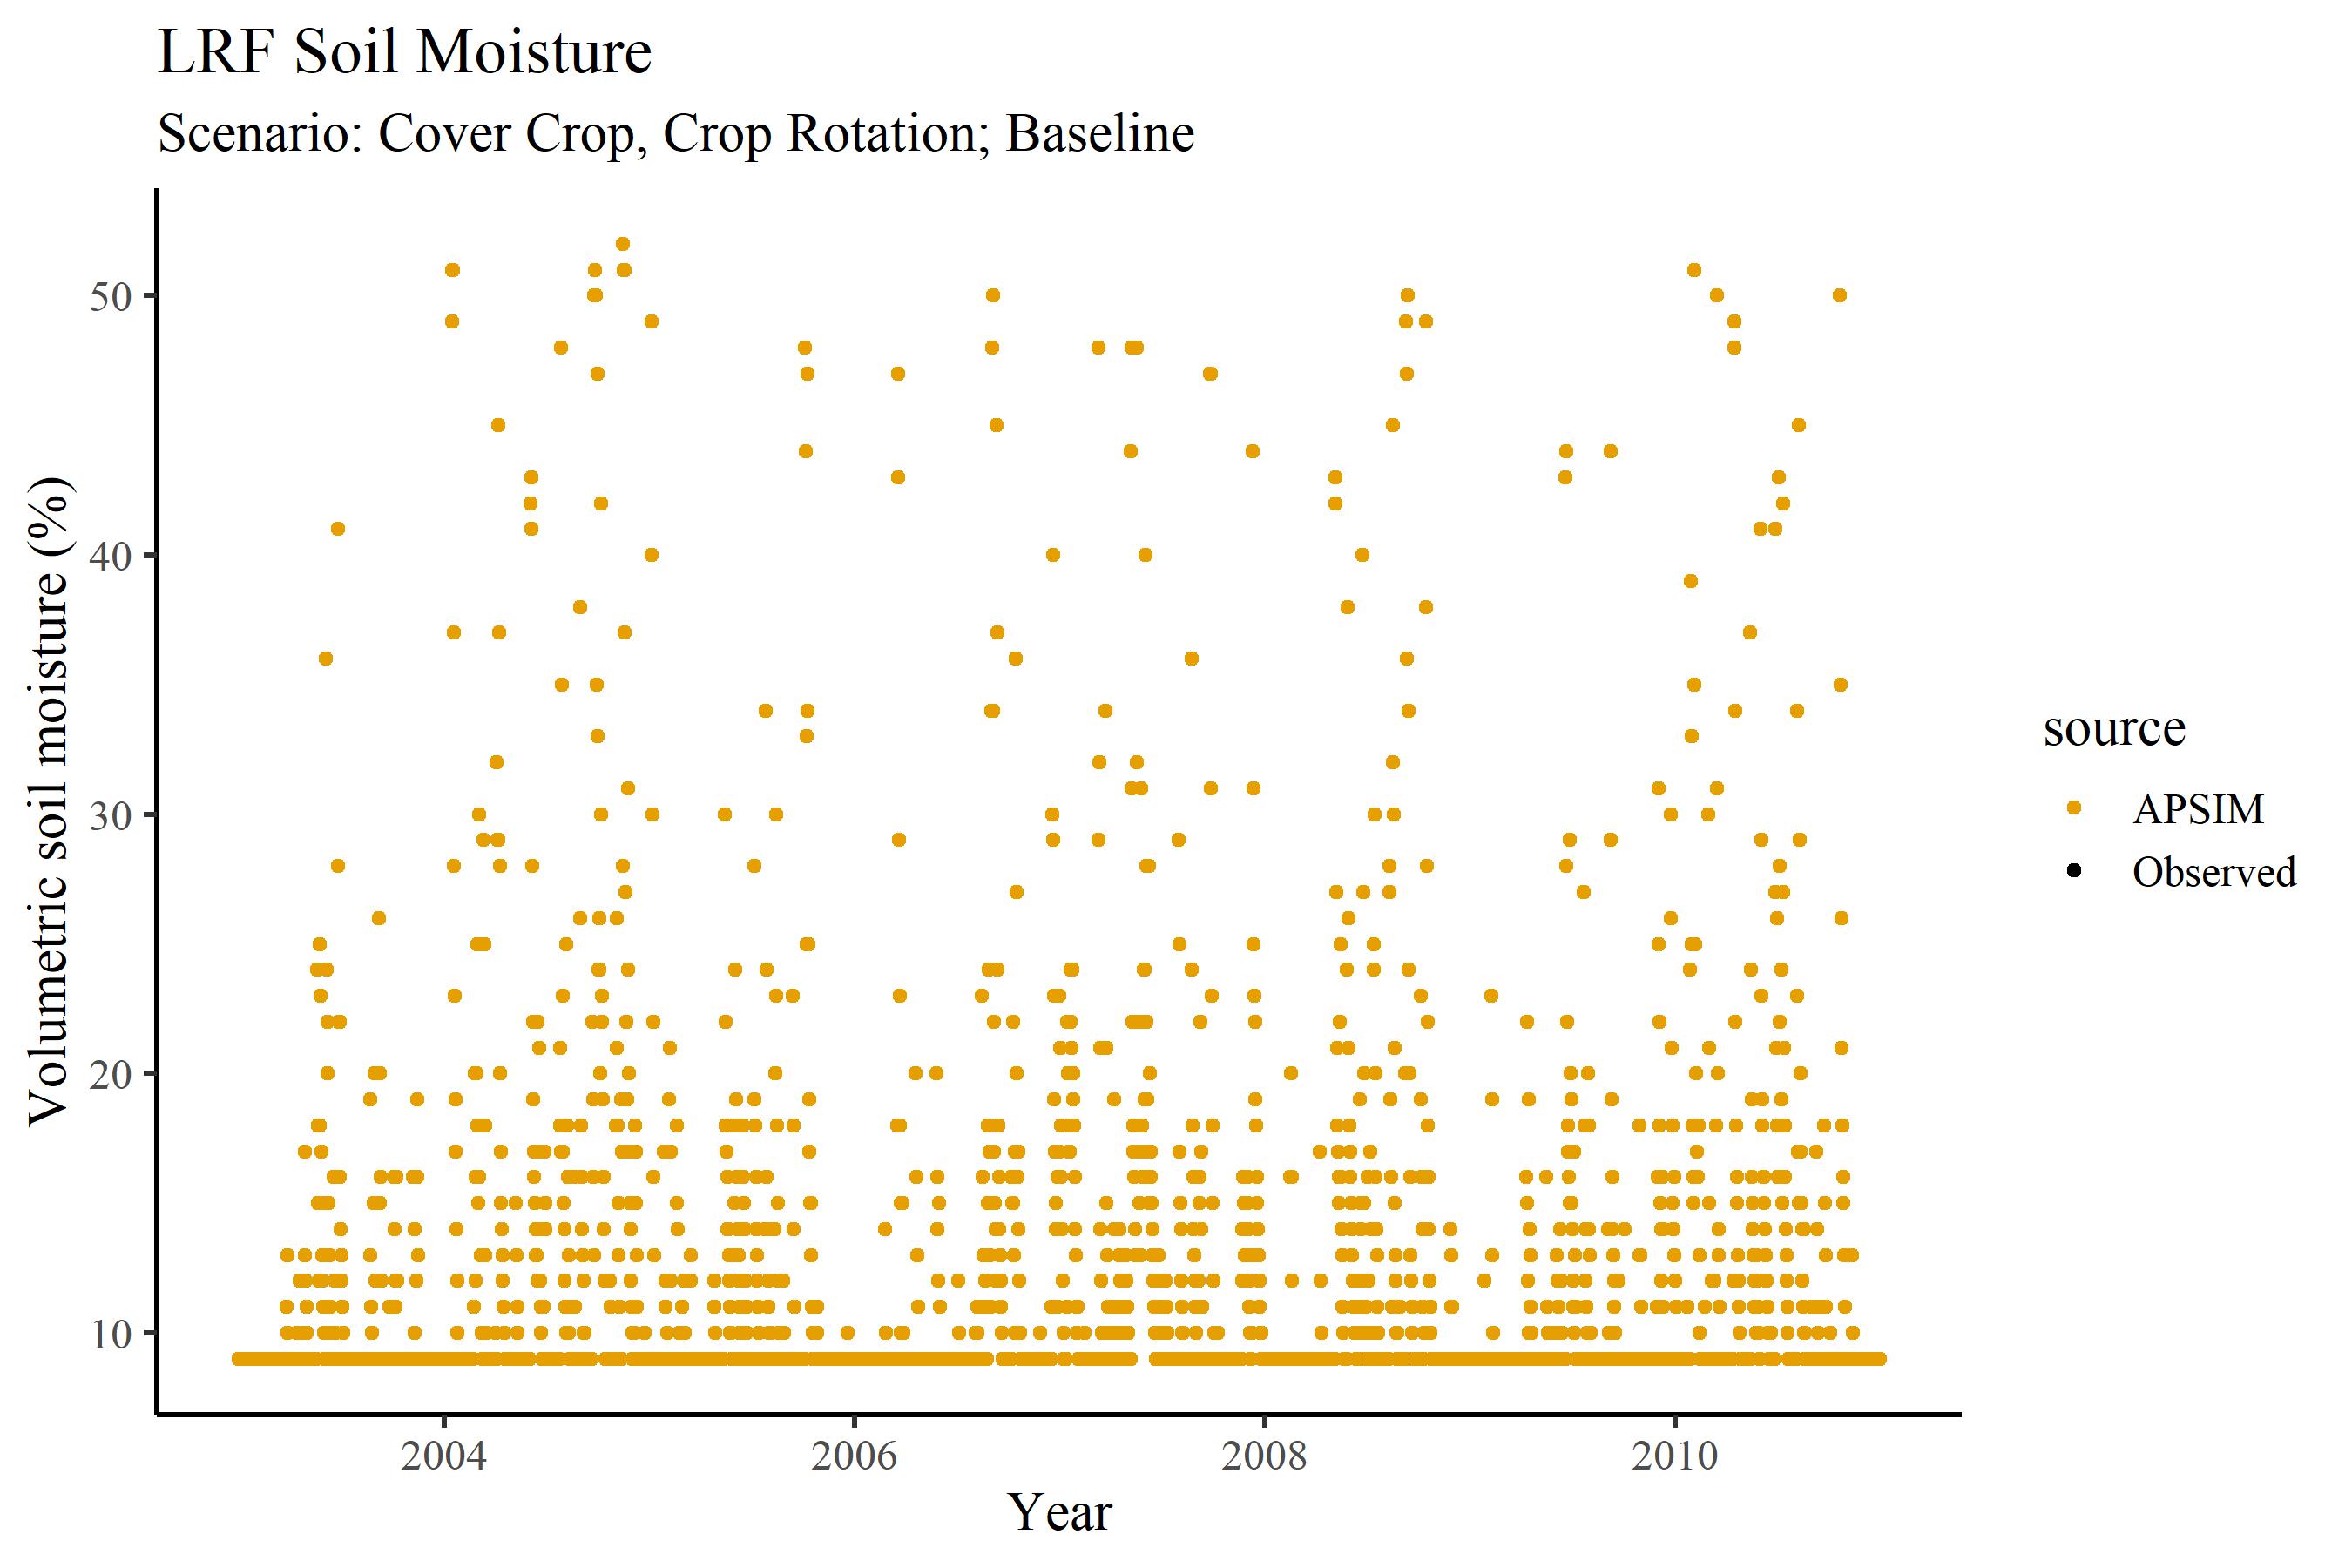 LRF Soil Moisture
Scenario: Cover Crop, Crop Rotation; Baseline
Volumetric soil moisture (%)
50
40
30
20
10
2004 2006 2008 2010
Year
source
APSIM
Observed